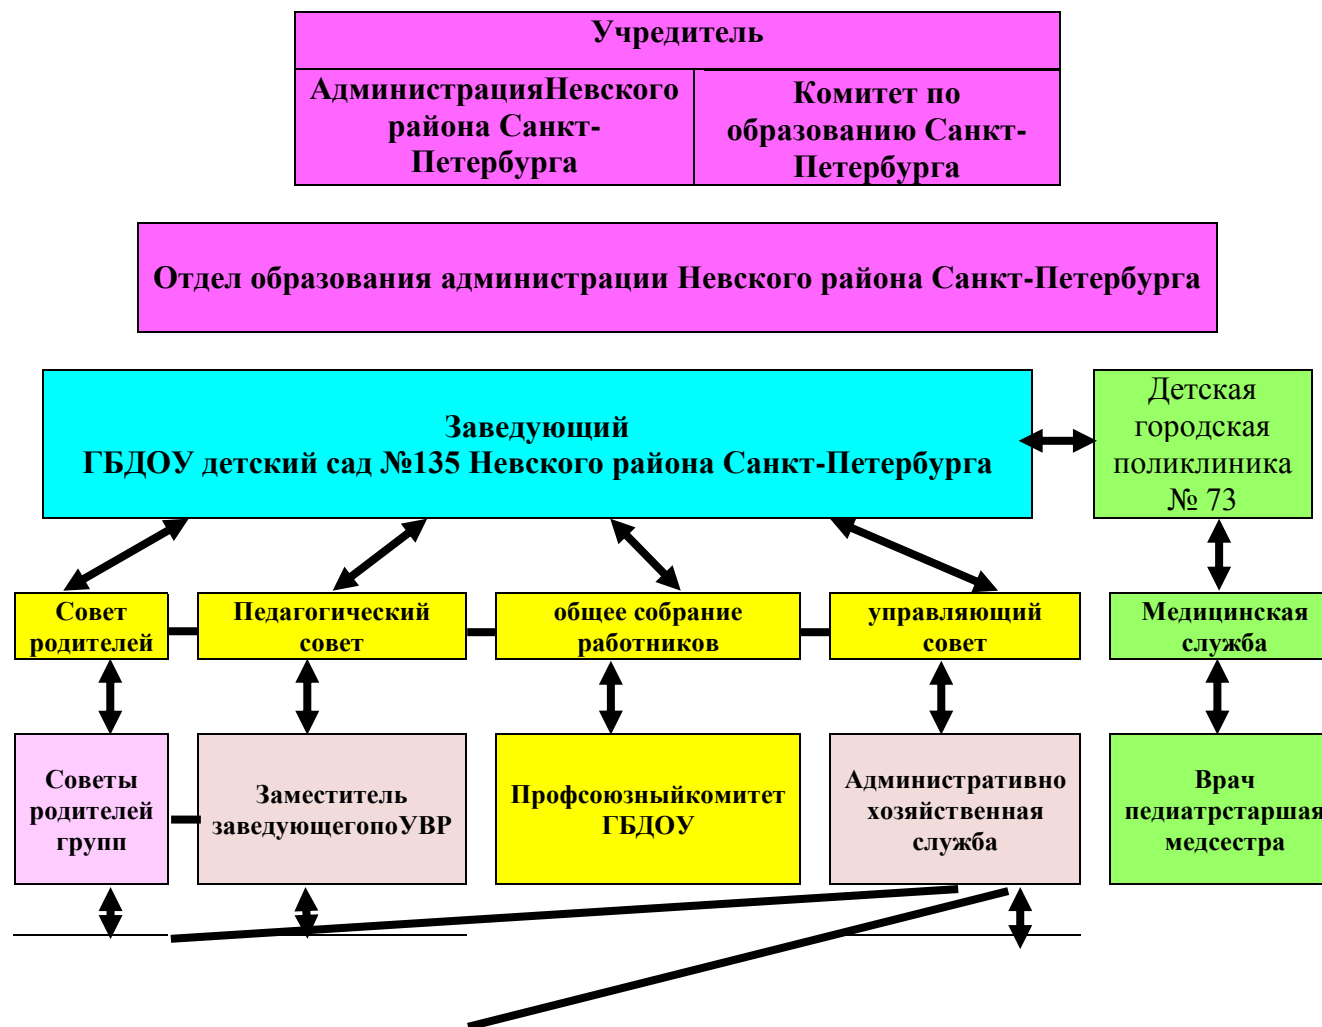 Учредитель
АдминистрацияНевского
района Санкт-
Петербурга
Комитет по
образованию Санкт-
Петербурга
Отдел образования администрации Невского района Санкт-Петербурга
Заведующий
ГБДОУ детский сад №135 Невского района Санкт-Петербурга
Детская
городская
поликлиника
№ 73
Совет
родителей
Педагогический
совет
общее собрание
работников
управляющий
совет
Медицинская
служба
Советы
родителей
групп
Заместитель
заведующегопоУВР
Профсоюзныйкомитет
ГБДОУ
Административно
хозяйственная
служба
Врач
педиатрстаршая
медсестра